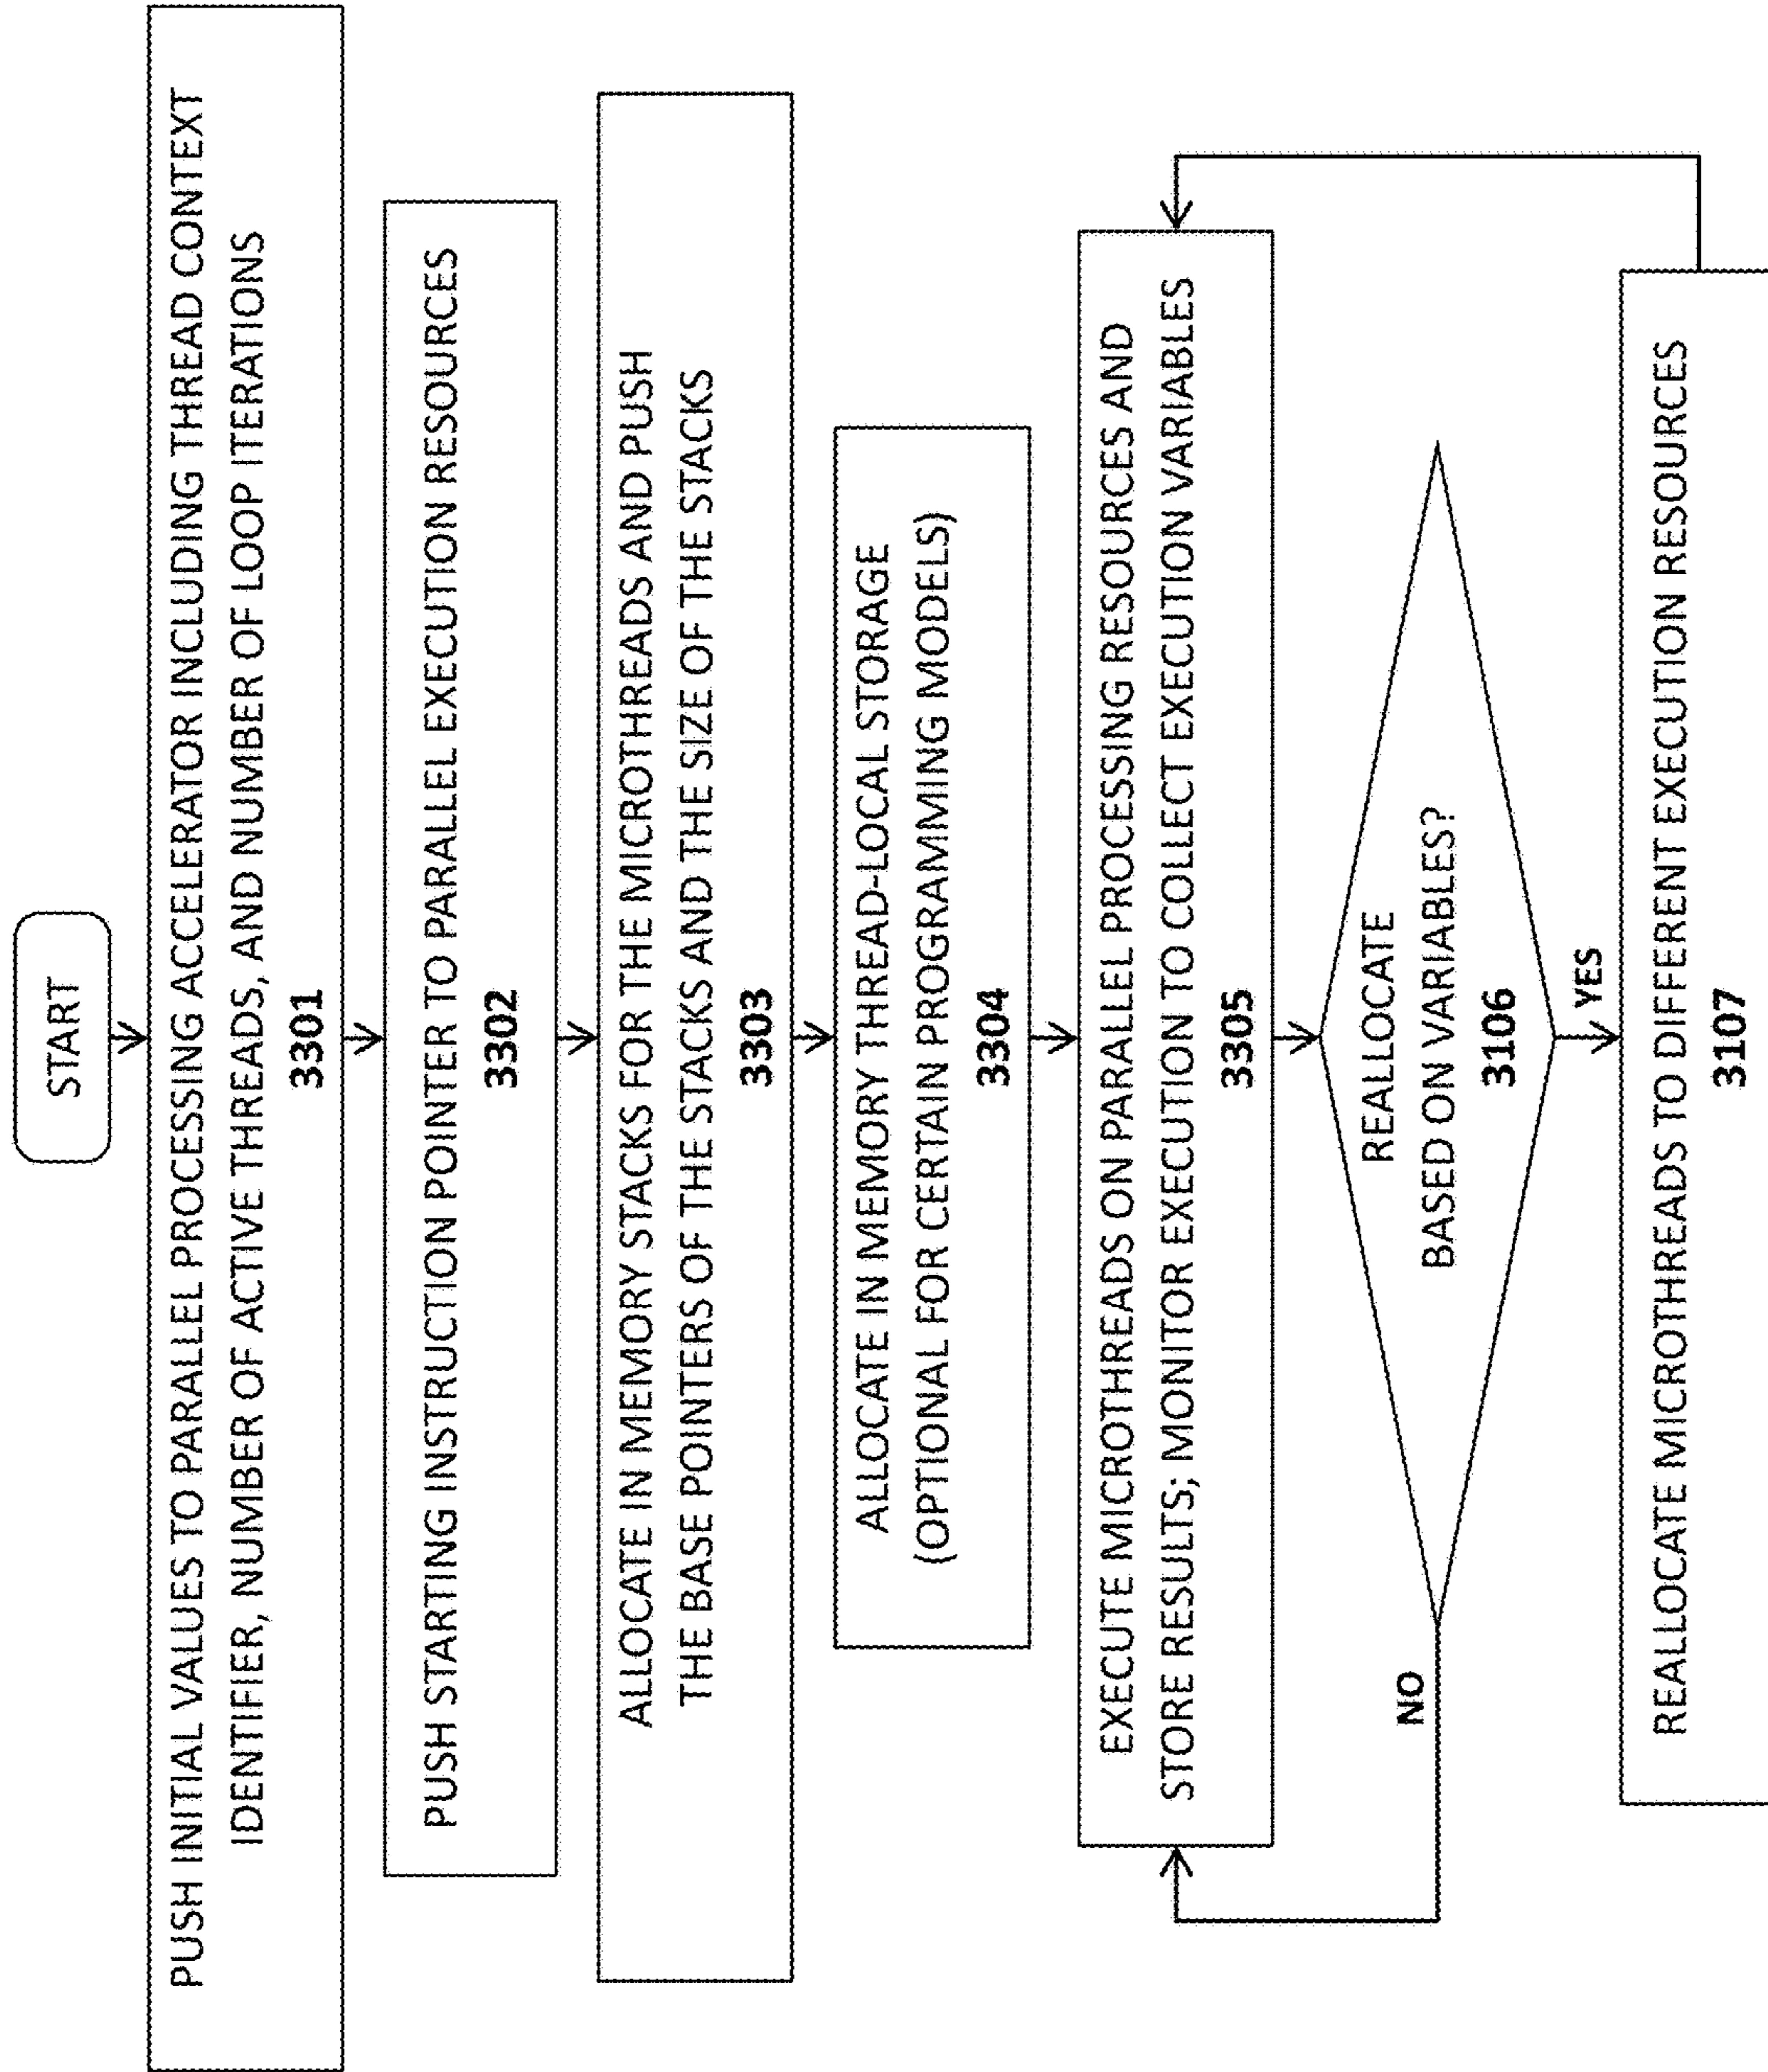 START
PUSH INITIAL VALUES TO PARALLEL PROCESSING ACCELERATOR INCLUDING THREAD CONTEXT
IDENTIFIER, NUMBER OF ACTIVE THREADS, AND NUMBER OF LOOP ITERATIONS
3301
PUSH STARTING INSTRUCTION POINTER TO PARALLEL EXECUTION RESOURCES
3302
ALLOCATE IN MEMORY STACKS FOR THE MICROTHREADS AND PUSH
THE BASE POINTERS OF THE STACKS AND THE SIZE OF THE STACKS
3303
ALLOCATE IN MEMORY THREAD-LOCAL STORAGE
(OPTIONAL FOR CERTAIN PROGRAMMING MODELS)
3304
EXECUTE MICROTHREADS ON PARALLEL PROCESSING RESOURCES AND
STORE RESULTS; MONITOR EXECUTION TO COLLECT EXECUTION VARIABLES
3305
REALLOCATE
BASED ON VARIABLES?
3106
NO
YES
REALLOCATE MICROTHREADS TO DIFFERENT EXECUTION RESOURCES
3107